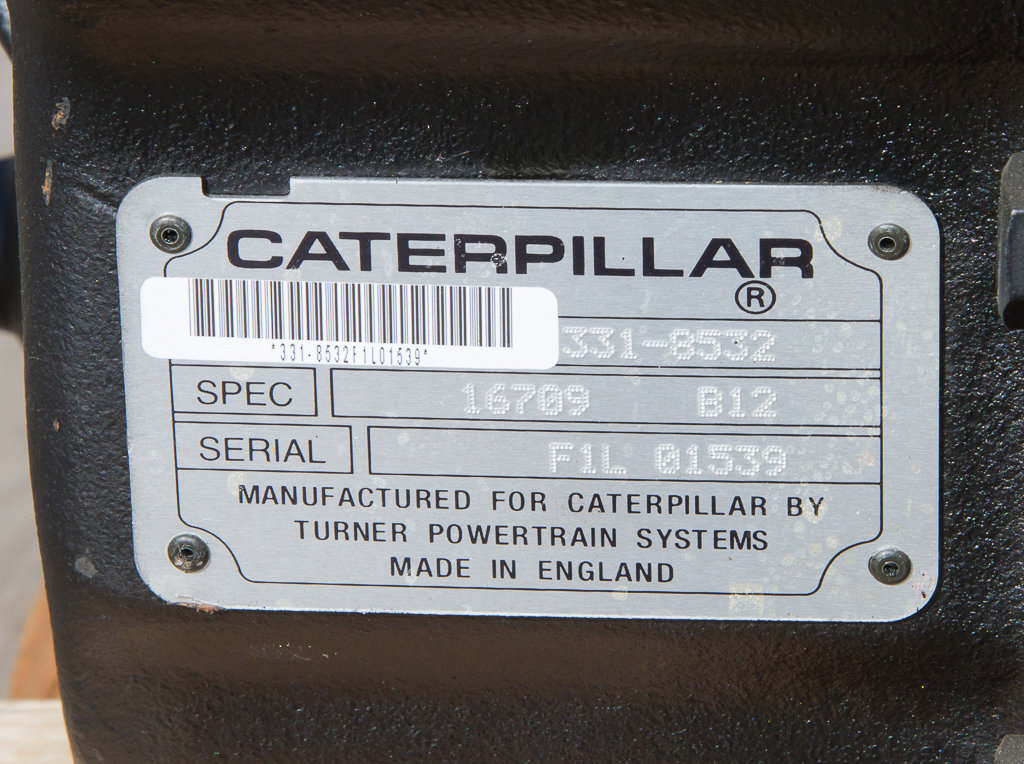 CATERPILLAR
®
*331-8532F1L01539*
331-8532
SPEC 16709 B12
SERIAL F1L 01539
MANUFACTURED FOR CATERPILLAR BY
TURNER POWERTRAIN SYSTEMS
MADE IN ENGLAND